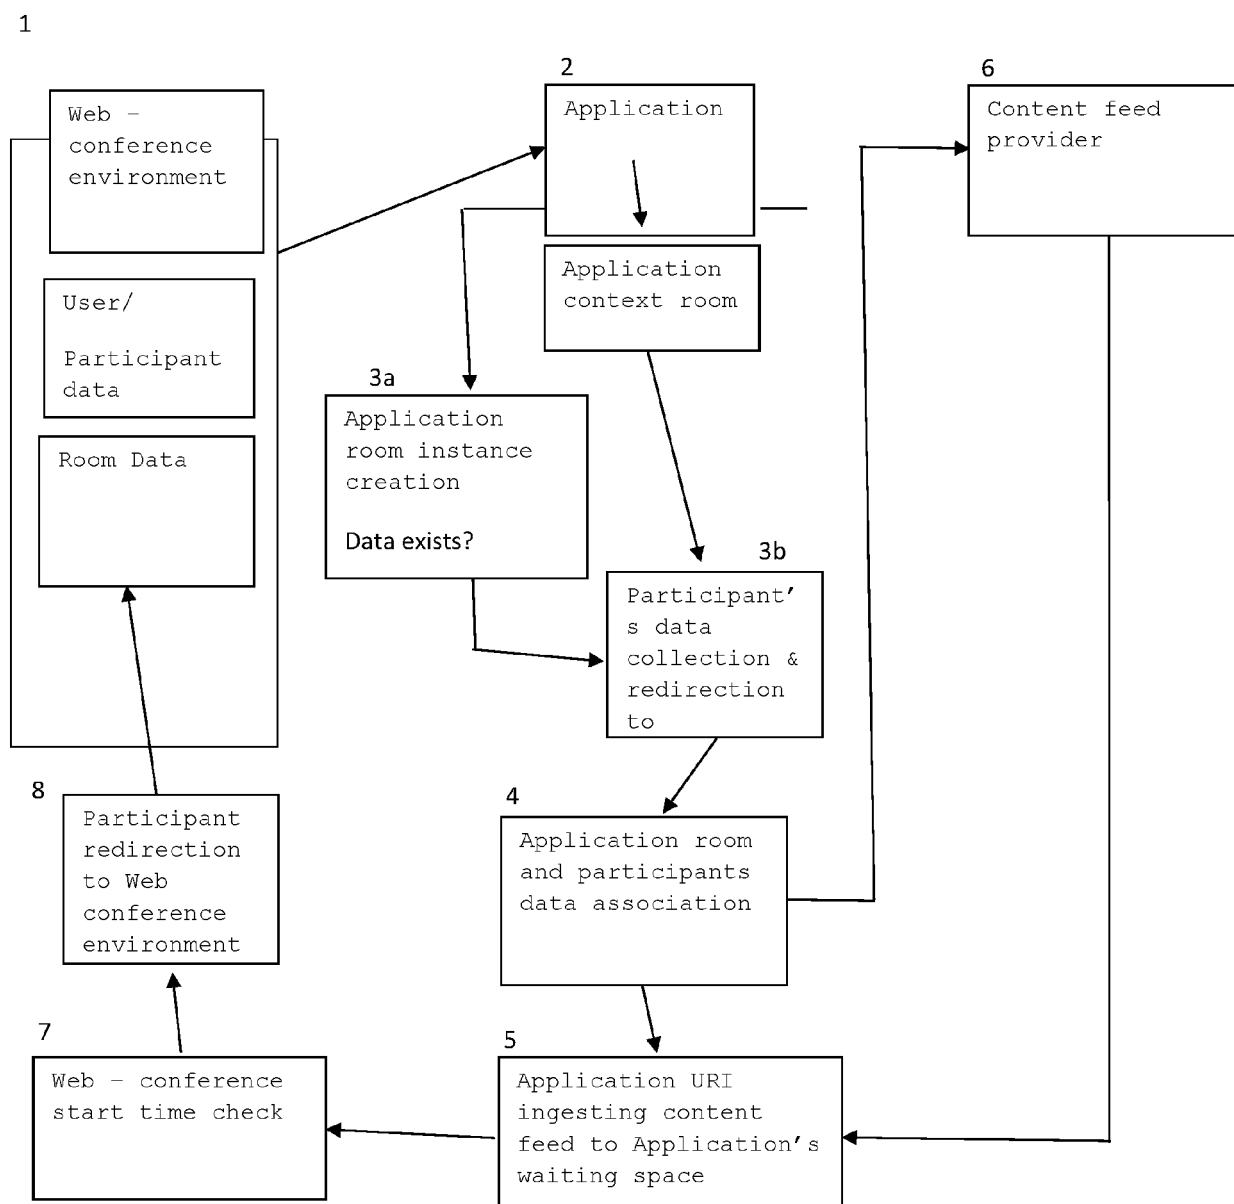 1
Web –
conference
environment
User/
Participant
data
Room Data
2
Application
Application
context room
3a
Application
room instance
creation
Data exists?
3b
Participant’
s data
collection &
redirection
to
4
Application room
and participants
data association
5
Application URI
ingesting content
feed to Application’s
waiting space
6
Content feed
provider
7
Web – conference
start time check
8
Participant
redirection
to Web
conference
environment